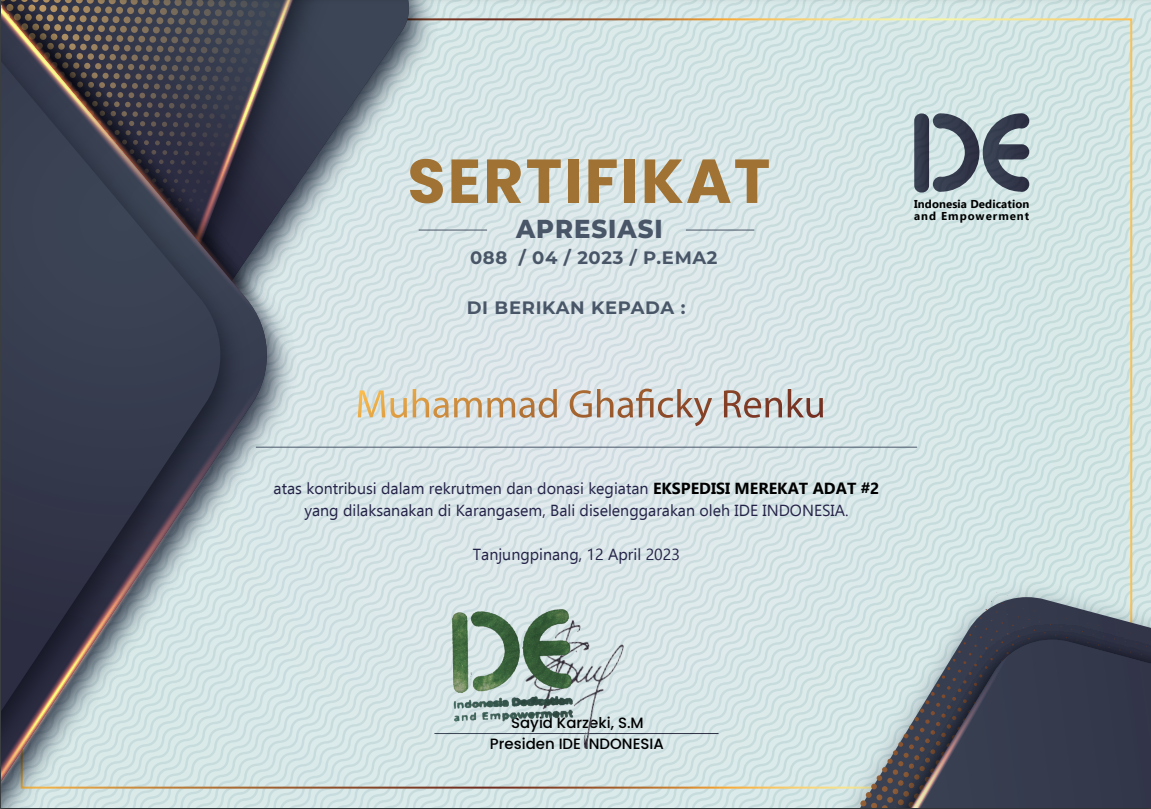 IDE
Indonesia Dedication
and Empowerment
SERTIFIKAT
APRESIASI
088 / 04 / 2023 / P.EMA2
DI BERIKAN KEPADA :
Muhammad Ghaficky Renku
atas kontribusi dalam rekrutmen dan donasi kegiatan EKSPEDISI MEREKAT ADAT #2
yang dilaksanakan di Karangasem, Bali diselenggarakan oleh IDE INDONESIA.
Tanjungpinang, 12 April 2023
IDE
Indonesia Dedication
and Empowerment
Sayid Karzeki, S.M
Presiden IDE INDONESIA